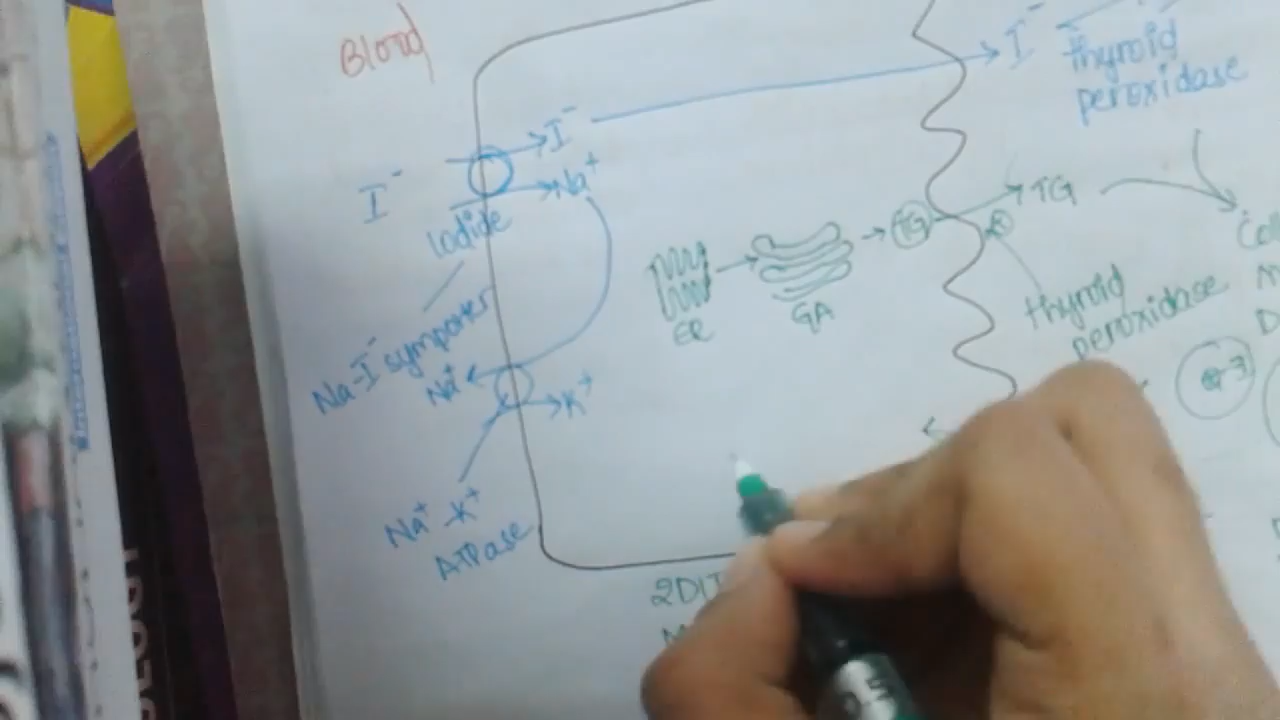 Blood
I⁻
I⁻
I⁻
thyroid
peroxidase
Na⁺
Iodide
TG
TG
ER
GA
thyroid
peroxidase
Na-I⁻ symporter
Na⁺
K⁺
Na⁺-K⁺
ATPase
2DIT